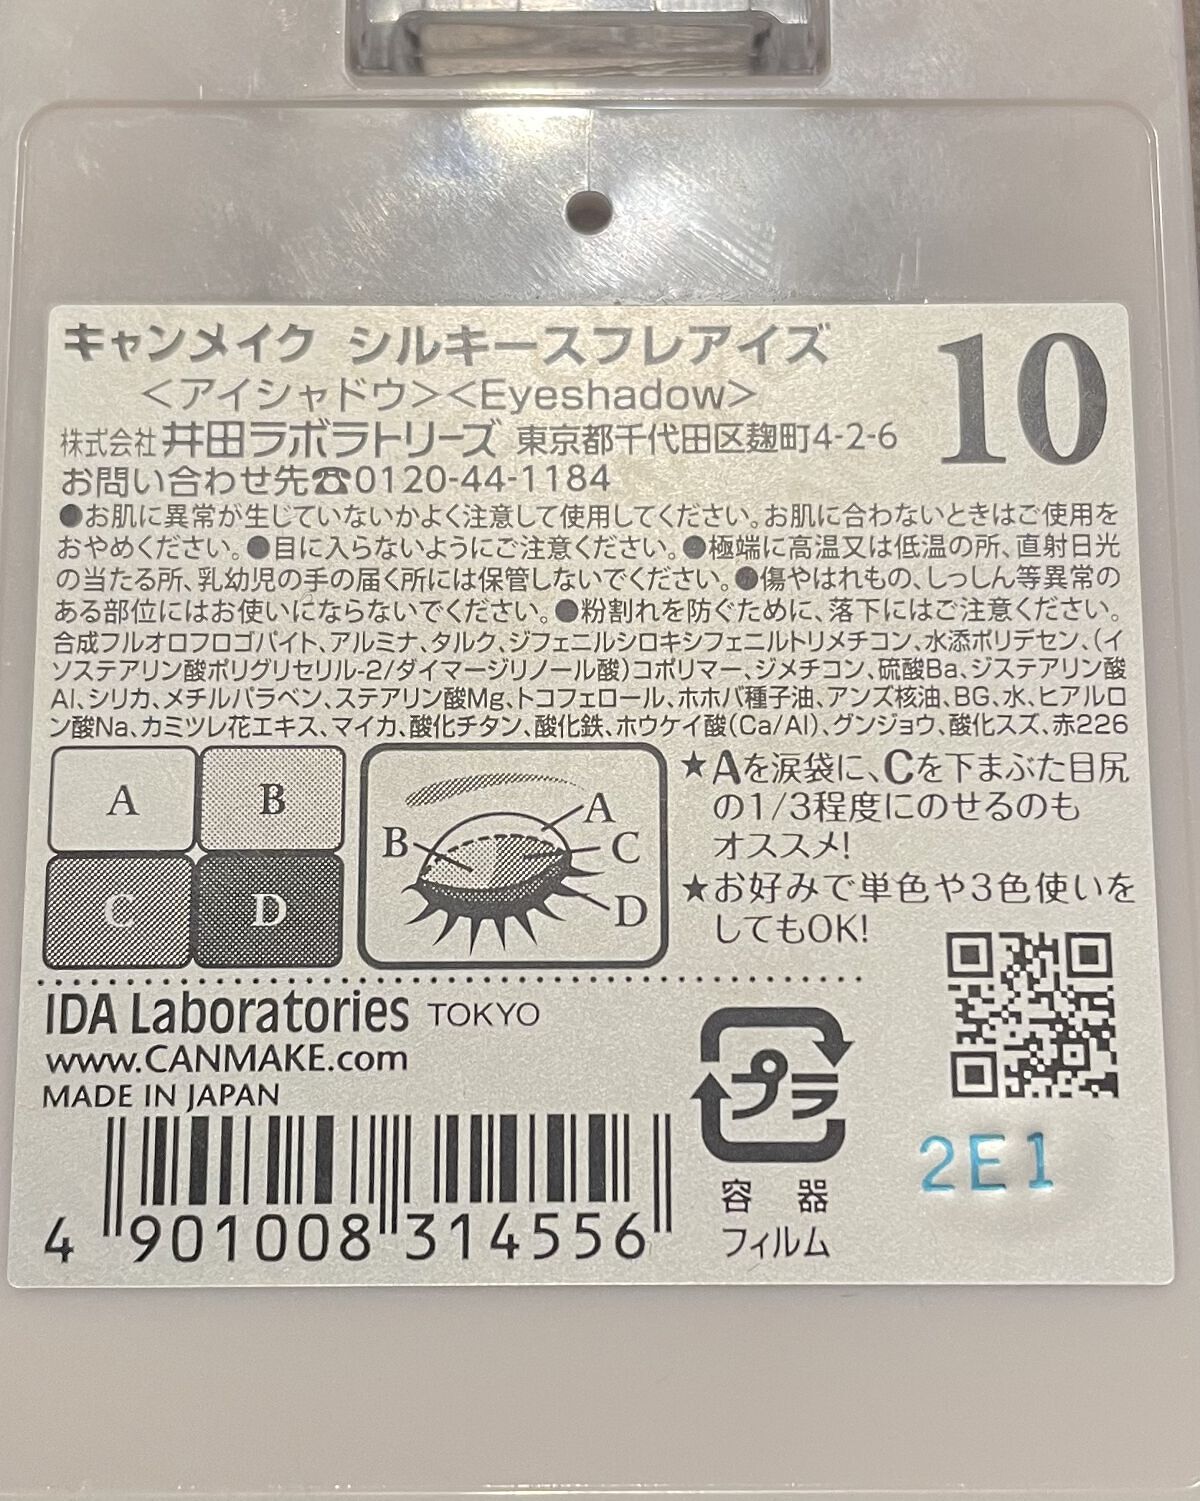 キャンメイク シルキースフレアイズ
10
＜アイシャドウ＞＜Eyeshadow＞
株式会社 井田ラボラトリーズ 東京都千代田区麹町4-2-6
お問い合わせ先☎0120-44-1184
●お肌に異常が生じていないかよく注意して使用してください。お肌に合わないときはご使用を
おやめください。●目に入らないようにご注意ください。●極端に高温又は低温の所、直射日光
の当たる所、乳幼児の手の届く所には保管しないでください。●傷やはれもの、しっしん等異常の
ある部位にはお使いにならないでください。●粉割れを防ぐために、落下にはご注意ください。
合成フルオロフロゴパイト、アルミナ、タルク、ジフェニルシロキシフェニルトリメチコン、水添ポリデセン、（イ
ソステアリン酸ポリグリセリル-2/ダイマージリノール酸）コポリマー、ジメチコン、硫酸Ba、ジステアリン酸
Al、シリカ、メチルパラベン、ステアリン酸Mg、トコフェロール、ホホバ種子油、アンズ核油、BG、水、ヒアルロ
ン酸Na、カミツレ花エキス、マイカ、酸化チタン、酸化鉄、ホウケイ酸（Ca/Al）、グンジョウ、酸化スズ、赤226
A
B
C
D
A
B
C
D
★Aを涙袋に、Cを下まぶた目尻
の1/3程度にのせるのも
オススメ!
★お好みで単色や3色使いを
してもOK!
IDA Laboratories TOKYO
www.CANMAKE.com
MADE IN JAPAN
4 901008 314556
プラ
容器
フィルム
2E1